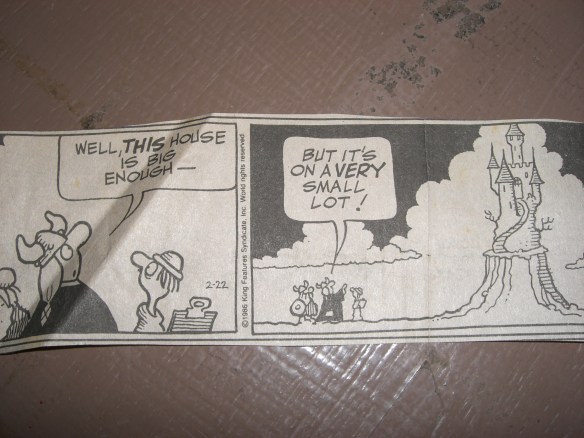 WELL, THIS HOUSE
IS BIG
ENOUGH —
2-22
©1986 King Features Syndicate, Inc. World rights reserved.
BUT IT'S
ON A VERY
SMALL
LOT!